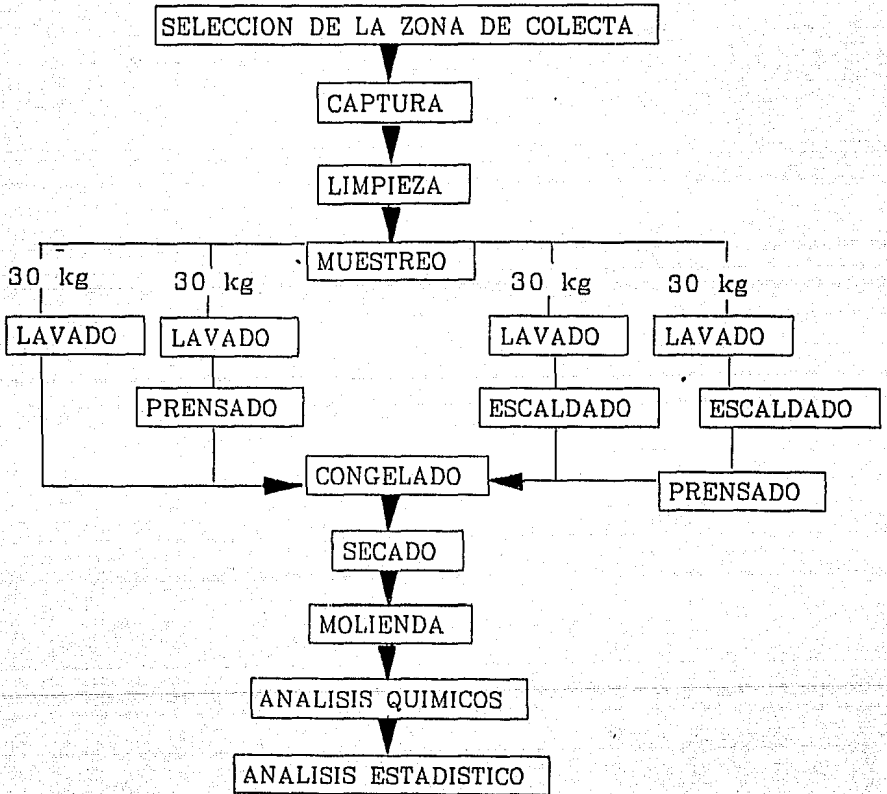 SELECCION DE LA ZONA DE COLECTA
CAPTURA
LIMPIEZA
MUESTREO
30 kg
30 kg
30 kg
30 kg
LAVADO
LAVADO
LAVADO
LAVADO
PRENSADO
ESCALDADO
ESCALDADO
CONGELADO
PRENSADO
SECADO
MOLIENDA
ANALISIS QUIMICOS
ANALISIS ESTADISTICO